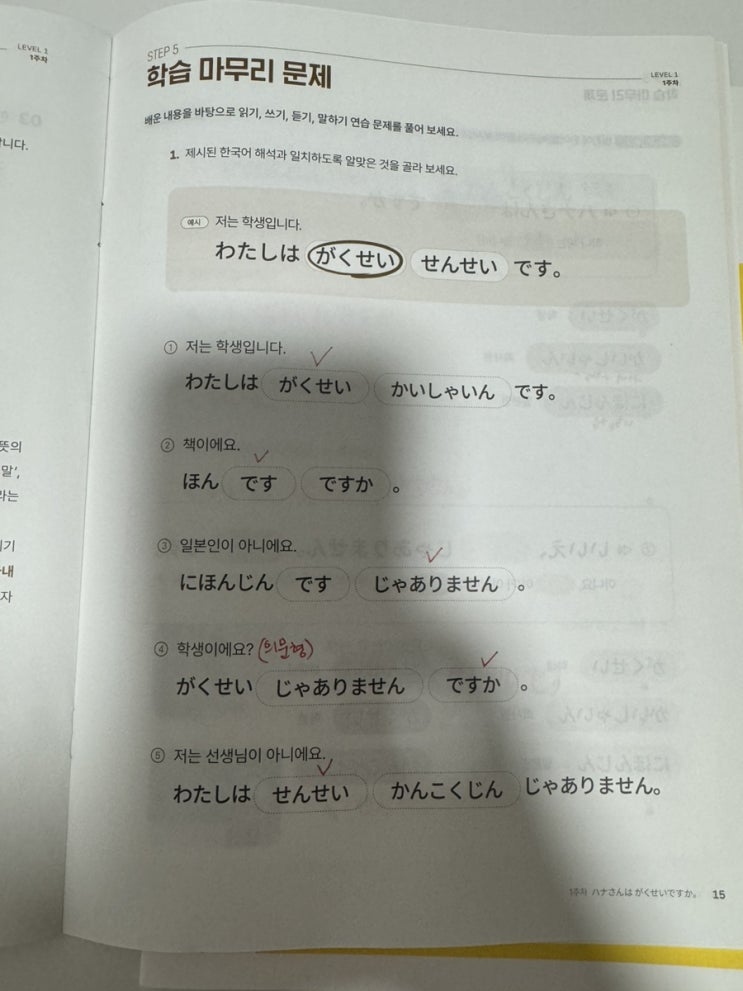 LEVEL 1
1주차
STEP 5
학습 마무리 문제
LEVEL 1
1주차
배운 내용을 바탕으로 읽기, 쓰기, 듣기, 말하기 연습 문제를 풀어 보세요.
1. 제시된 한국어 해석과 일치하도록 알맞은 것을 골라 보세요.
예시 저는 학생입니다.
わたしは がくせい せんせい です。
① 저는 학생입니다.
わたしは がくせい かいしゃいん です。
② 책이에요.
ほん です ですか 。
③ 일본인이 아니에요.
にほんじん です じゃありません 。
④ 학생이에요? (의문형)
がくせい じゃありません ですか 。
⑤ 저는 선생님이 아니에요.
わたしは せんせい かんこくじん じゃありません。
1주차 ハナさんは がくせいですか。 15